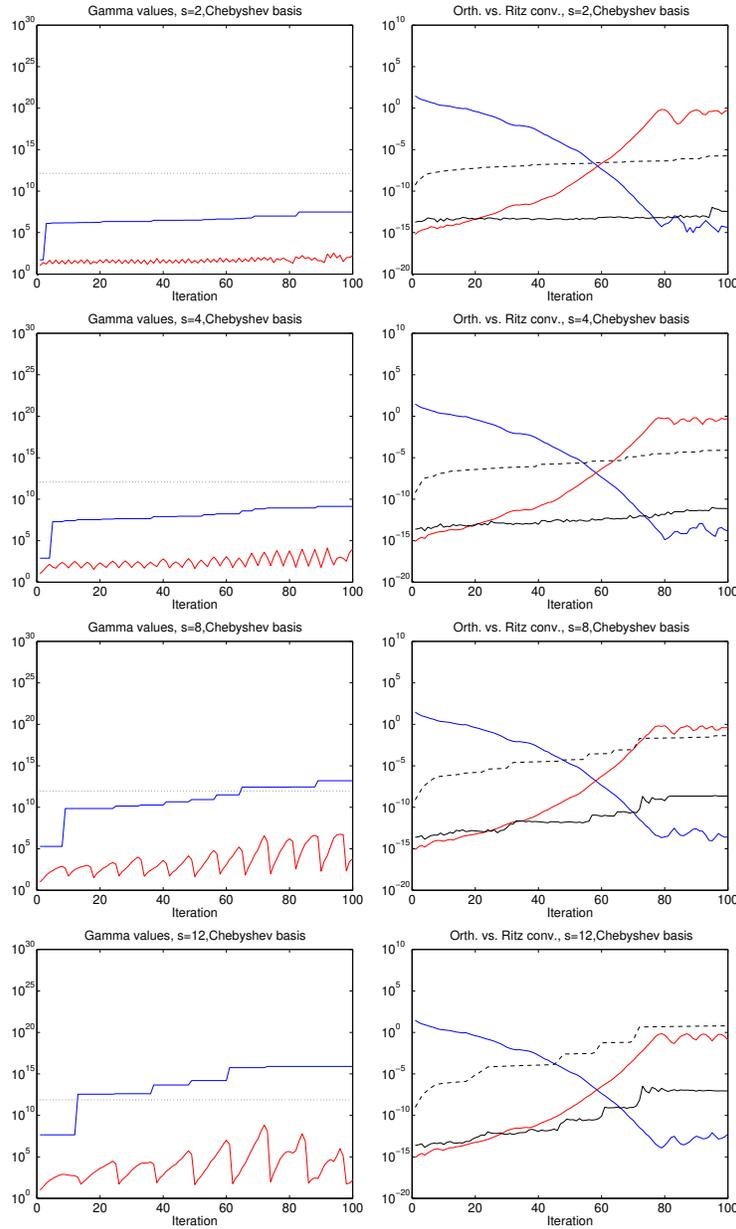 Gamma values, s=2,Chebyshev basis
10^30
10^25
10^20
10^15
10^10
10^5
10^0
0 20 40 60 80 100
Iteration
Orth. vs. Ritz conv., s=2,Chebyshev basis
10^10
10^5
10^0
10^−5
10^−10
10^−15
10^−20
0 20 40 60 80 100
Iteration
Gamma values, s=4,Chebyshev basis
10^30
10^25
10^20
10^15
10^10
10^5
10^0
0 20 40 60 80 100
Iteration
Orth. vs. Ritz conv., s=4,Chebyshev basis
10^10
10^5
10^0
10^−5
10^−10
10^−15
10^−20
0 20 40 60 80 100
Iteration
Gamma values, s=8,Chebyshev basis
10^30
10^25
10^20
10^15
10^10
10^5
10^0
0 20 40 60 80 100
Iteration
Orth. vs. Ritz conv., s=8,Chebyshev basis
10^10
10^5
10^0
10^−5
10^−10
10^−15
10^−20
0 20 40 60 80 100
Iteration
Gamma values, s=12,Chebyshev basis
10^30
10^25
10^20
10^15
10^10
10^5
10^0
0 20 40 60 80 100
Iteration
Orth. vs. Ritz conv., s=12,Chebyshev basis
10^10
10^5
10^0
10^−5
10^−10
10^−15
10^−20
0 20 40 60 80 100
Iteration